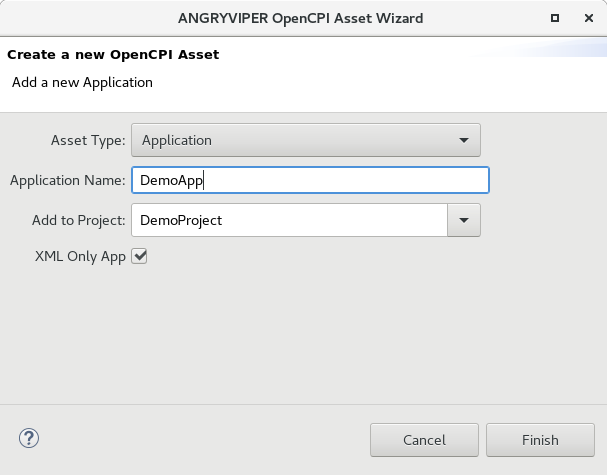 ANGRYVIPER OpenCPI Asset Wizard
Create a new OpenCPI Asset
Add a new Application
Asset Type: Application
Application Name: DemoApp
Add to Project: DemoProject
XML Only App
? Cancel Finish